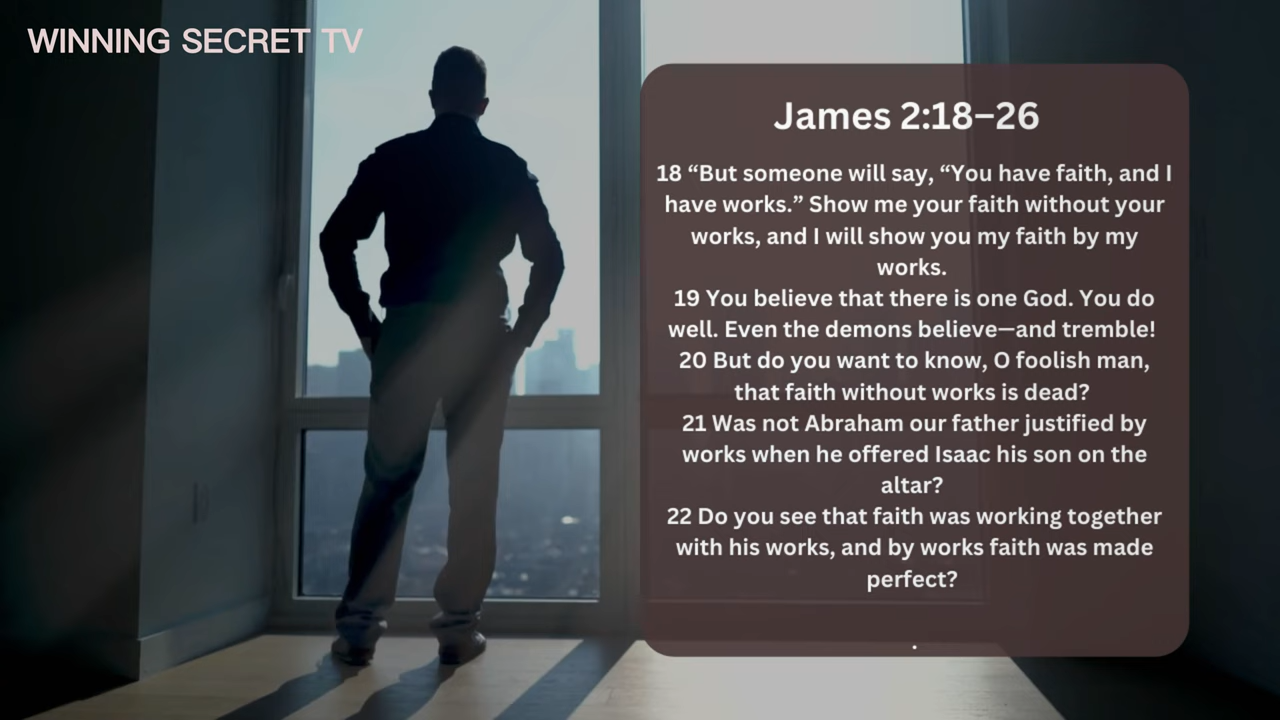 WINNING SECRET TV
James 2:18–26
18 “But someone will say, “You have faith, and I
have works.” Show me your faith without your
works, and I will show you my faith by my
works.
19 You believe that there is one God. You do
well. Even the demons believe—and tremble!
20 But do you want to know, O foolish man,
that faith without works is dead?
21 Was not Abraham our father justified by
works when he offered Isaac his son on the
altar?
22 Do you see that faith was working together
with his works, and by works faith was made
perfect?
.